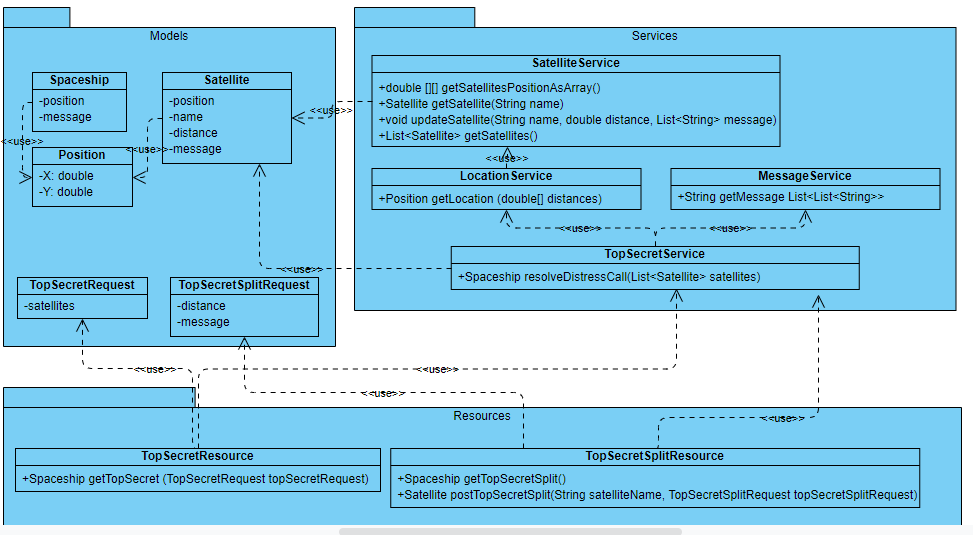 Models
Spaceship
-position
-message
Satellite
-position
-name
-distance
-message
<<use>>
<<use>>
<<use>>
Position
-X: double
-Y: double
TopSecretRequest
-satellites
TopSecretSplitRequest
-distance
-message
Services
SatelliteService
+double [][] getSatellitesPositionAsArray()
+Satellite getSatellite(String name)
+void updateSatellite(String name, double distance, List<String> message)
+List<Satellite> getSatellites()
<<use>>
LocationService
+Position getLocation (double[] distances)
MessageService
+String getMessage List<List<String>>
<<use>>
<<use>>
TopSecretService
+Spaceship resolveDistressCall(List<Satellite> satellites)
<<use>>
<<use>>
<<use>>
<<use>>
<<use>>
Resources
TopSecretResource
+Spaceship getTopSecret (TopSecretRequest topSecretRequest)
TopSecretSplitResource
+Spaceship getTopSecretSplit()
+Satellite postTopSecretSplit(String satelliteName, TopSecretSplitRequest topSecretSplitRequest)